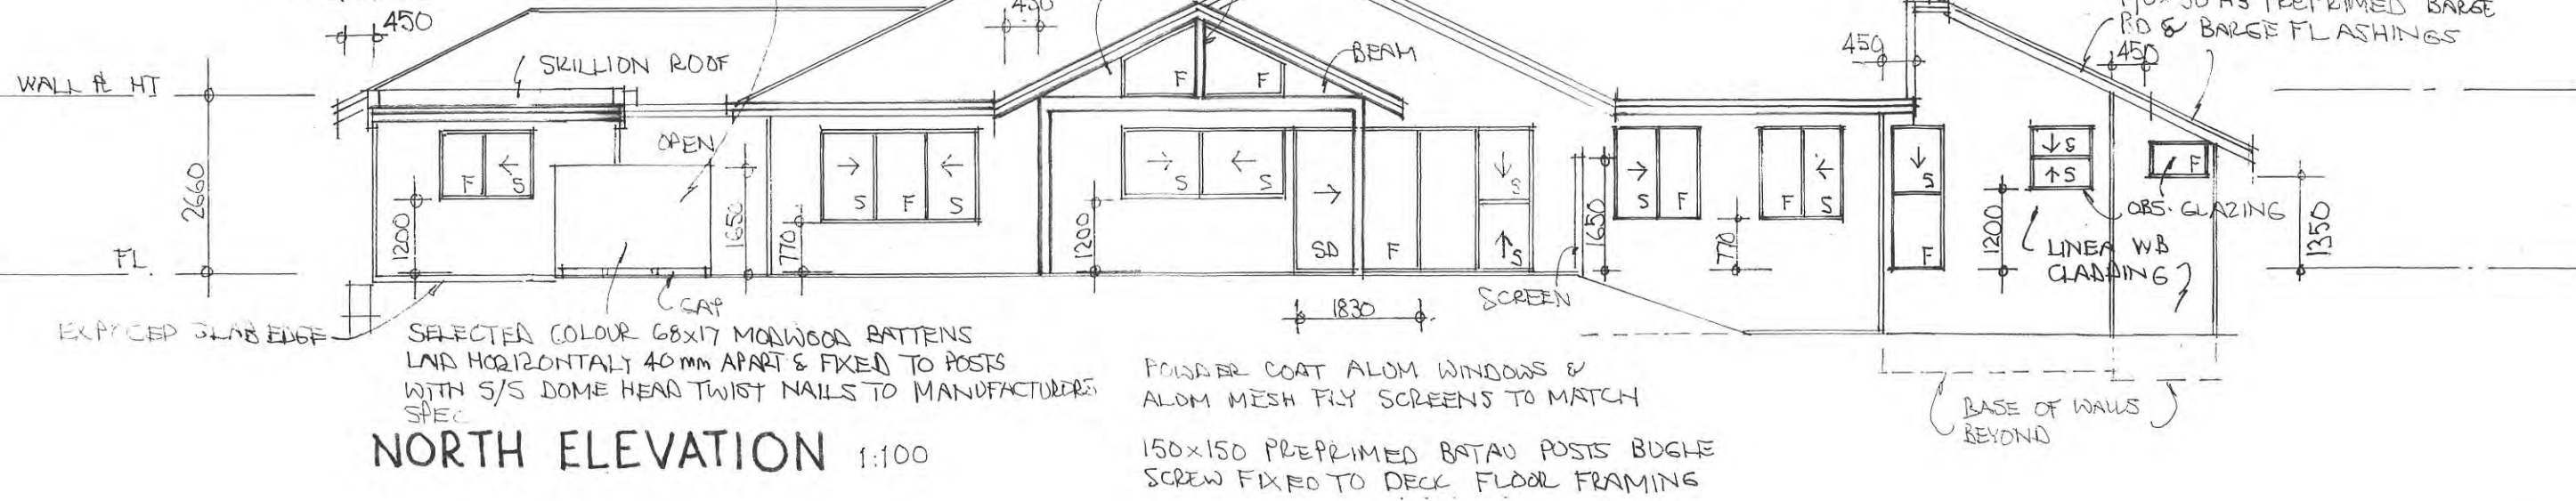 450
450
PREPRIMED BARGE
BD & BARGE FLASHINGS
450
450
WALL PL HT
SKILLION ROOF
BEAM
F
F
OPEN
2660
FL.
F
S
1200
1650
770
S
F
S
1200
S
S
SD
F
S
S
1650
S
F
770
F
S
S
F
1200
S
S
F
OBS. GLAZING
1350
LINEA WB
CLADDING
GAP
SCREEN
1830
SLAB EDGE
SELECTED COLOUR 68x17 MODWOOD BATTENS
LAID HORIZONTALY 40mm APART & FIXED TO POSTS
WITH S/S DOME HEAD TWIST NAILS TO MANUFACTURERS
SPEC
POWDER COAT ALUM WINDOWS &
ALUM MESH FLY SCREENS TO MATCH
BASE OF WALLS
BEYOND
NORTH ELEVATION 1:100
150x150 PREPRIMED BATAU POSTS BUGLE
SCREW FIXED TO DECK FLOOR FRAMING